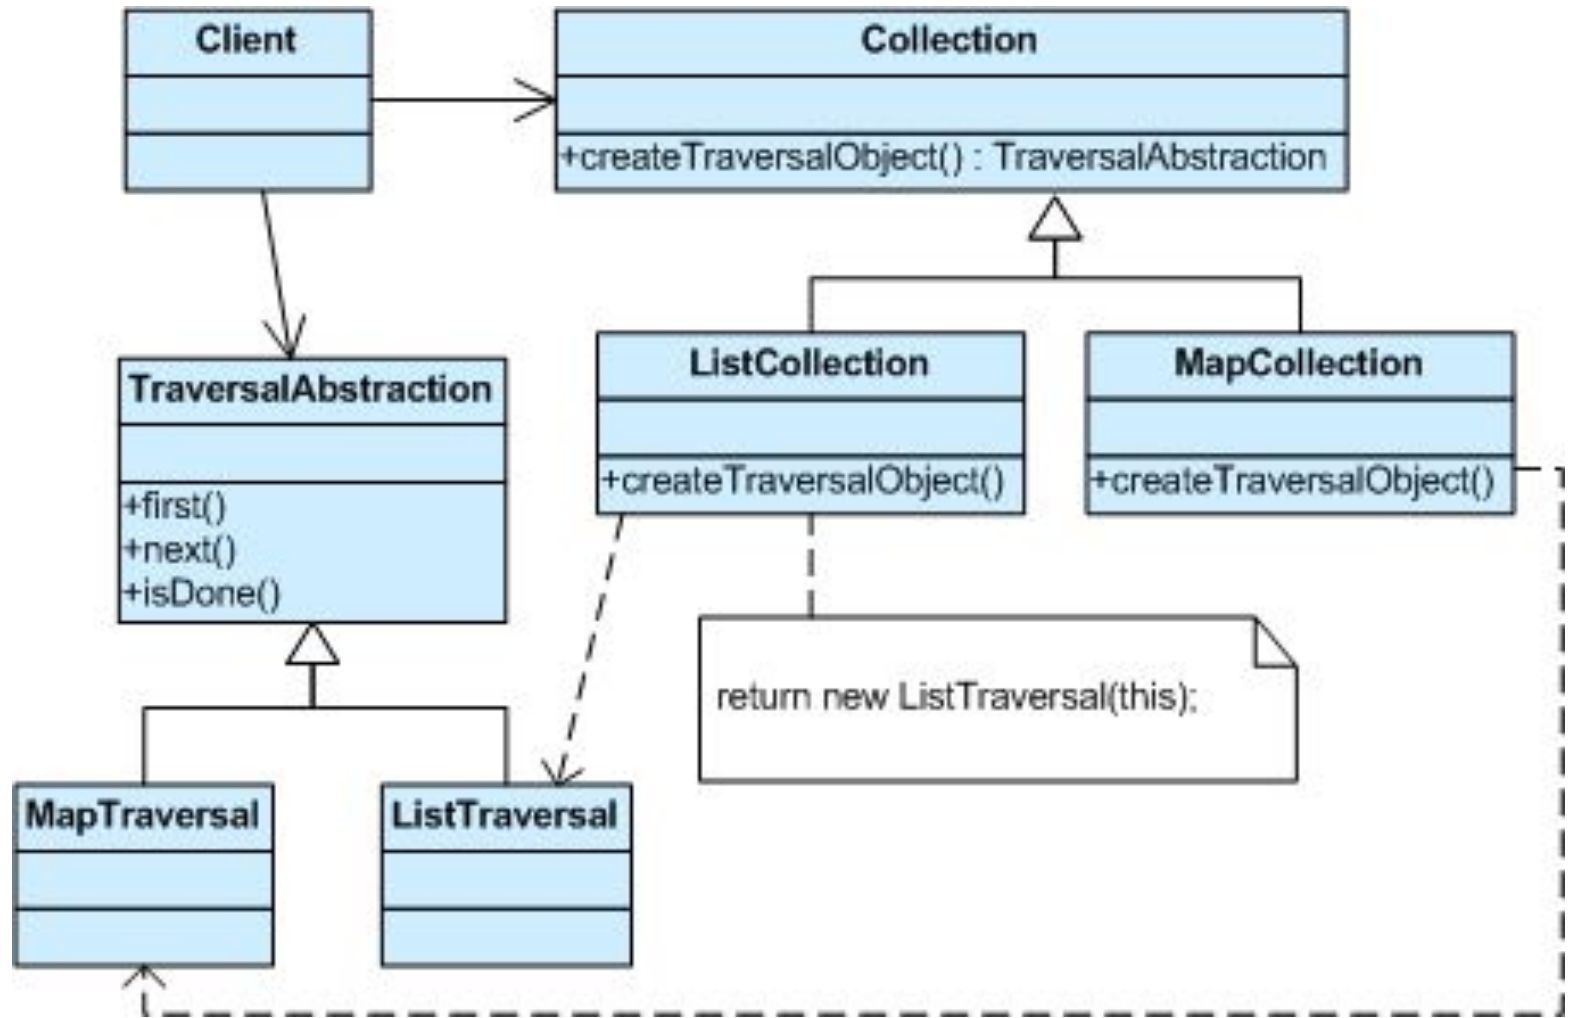 Client
Collection
+createTraversalObject() : TraversalAbstraction
TraversalAbstraction
+first()
+next()
+isDone()
ListCollection
+createTraversalObject()
MapCollection
+createTraversalObject()
return new ListTraversal(this);
MapTraversal
ListTraversal